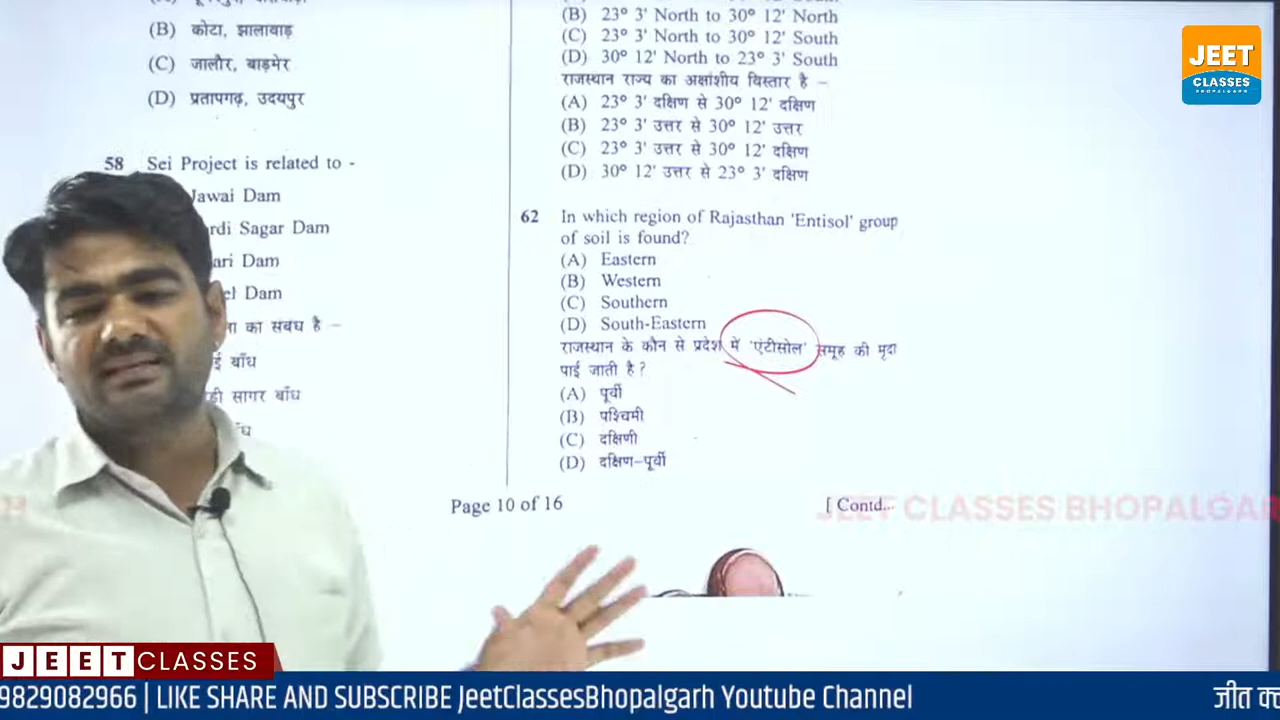 (B) कोटा, झालावाड़
(C) जालौर, बाड़मेर
(D) प्रतापगढ़, उदयपुर
58 Sei Project is related to -
Jawai Dam
Sagar Dam
Dam
Dam
का संबंध है –
बाँध
सागर बाँध
(B) 23° 3' North to 30° 12' North
(C) 23° 3' North to 30° 12' South
(D) 30° 12' North to 23° 3' South
राजस्थान राज्य का अक्षांशीय विस्तार है –
(A) 23° 3' दक्षिण से 30° 12' दक्षिण
(B) 23° 3' उत्तर से 30° 12' उत्तर
(C) 23° 3' उत्तर से 30° 12' दक्षिण
(D) 30° 12' उत्तर से 23° 3' दक्षिण
62 In which region of Rajasthan 'Entisol' group
of soil is found?
(A) Eastern
(B) Western
(C) Southern
(D) South-Eastern
राजस्थान के कौन से प्रदेश में 'एंटीसोल' समूह की मृदा
पाई जाती है?
(A) पूर्वी
(B) पश्चिमी
(C) दक्षिणी
(D) दक्षिण-पूर्वी
Page 10 of 16
[ Contd...
JEET CLASSES BHOPALGAR
JEET
CLASSES
BHOPALGARH
JEET CLASSES
9829082966 | LIKE SHARE AND SUBSCRIBE JeetClassesBhopalgarh Youtube Channel
जीत